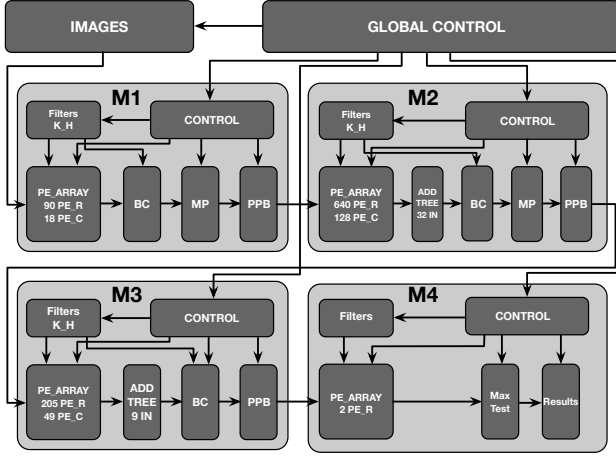 IMAGES
GLOBAL CONTROL
M1
Filters
K_H
CONTROL
PE_ARRAY
90 PE_R
18 PE_C
BC
MP
PPB
M2
Filters
K_H
CONTROL
PE_ARRAY
640 PE_R
128 PE_C
ADD
TREE
32 IN
BC
MP
PPB
M3
Filters
K_H
CONTROL
PE_ARRAY
205 PE_R
49 PE_C
ADD
TREE
9 IN
BC
PPB
M4
Filters
CONTROL
PE_ARRAY
2 PE_R
Max
Test
Results